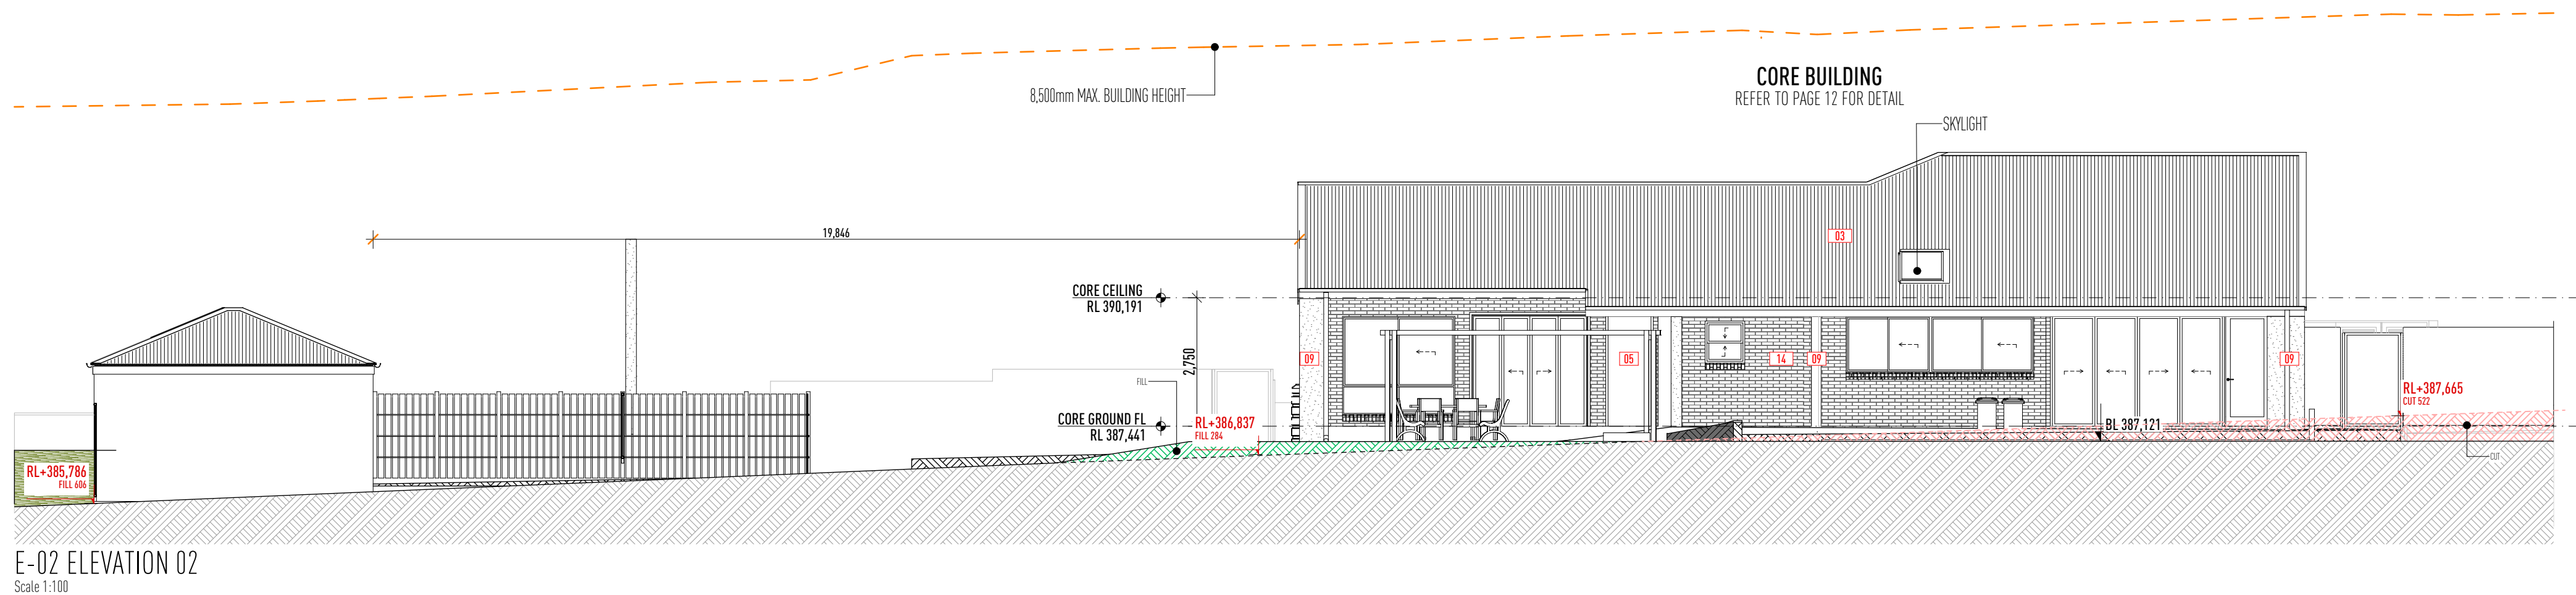 8,500mm MAX. BUILDING HEIGHT
CORE BUILDING
REFER TO PAGE 12 FOR DETAIL
SKYLIGHT
19,846
03
CORE CEILING
RL 390,191
2,750
09
05
14
09
09
FILL
CORE GROUND FL
RL 387,441
RL+386,837
FILL 284
BL 387,121
RL+387,665
CUT 522
CUT
RL+385,786
FILL 606
E-02 ELEVATION 02
Scale 1:100